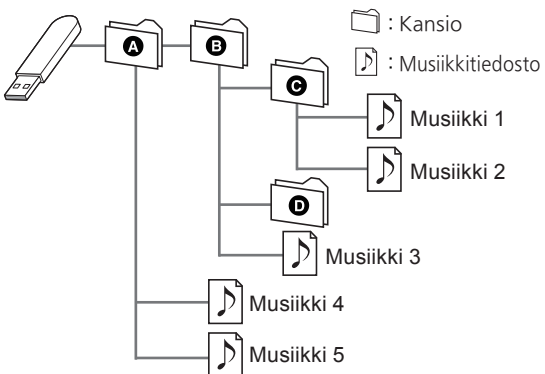 A
B
: Kansio
: Musiikkitiedosto
C
Musiikki 1
Musiikki 2
D
Musiikki 3
Musiikki 4
Musiikki 5